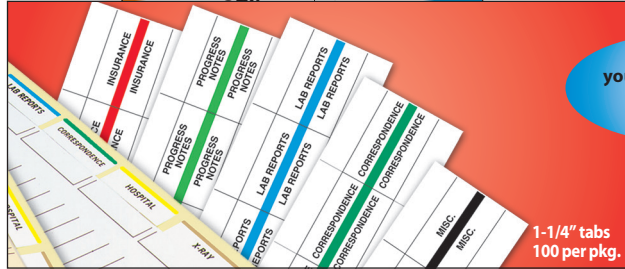 INSURANCE
INSURANCE
PROGRESS
NOTES
PROGRESS
NOTES
PROGRESS
NOTES
PROGRESS
NOTES
LAB REPORTS
LAB REPORTS
LAB REPORTS
LAB REPORTS
CORRESPONDENCE
CORRESPONDENCE
CORRESPONDENCE
CORRESPONDENCE
MISC.
MISC.
LAB REPORTS
CORRESPONDENCE
HOSPITAL
X-RAY
1-1/4" tabs
100 per pkg.